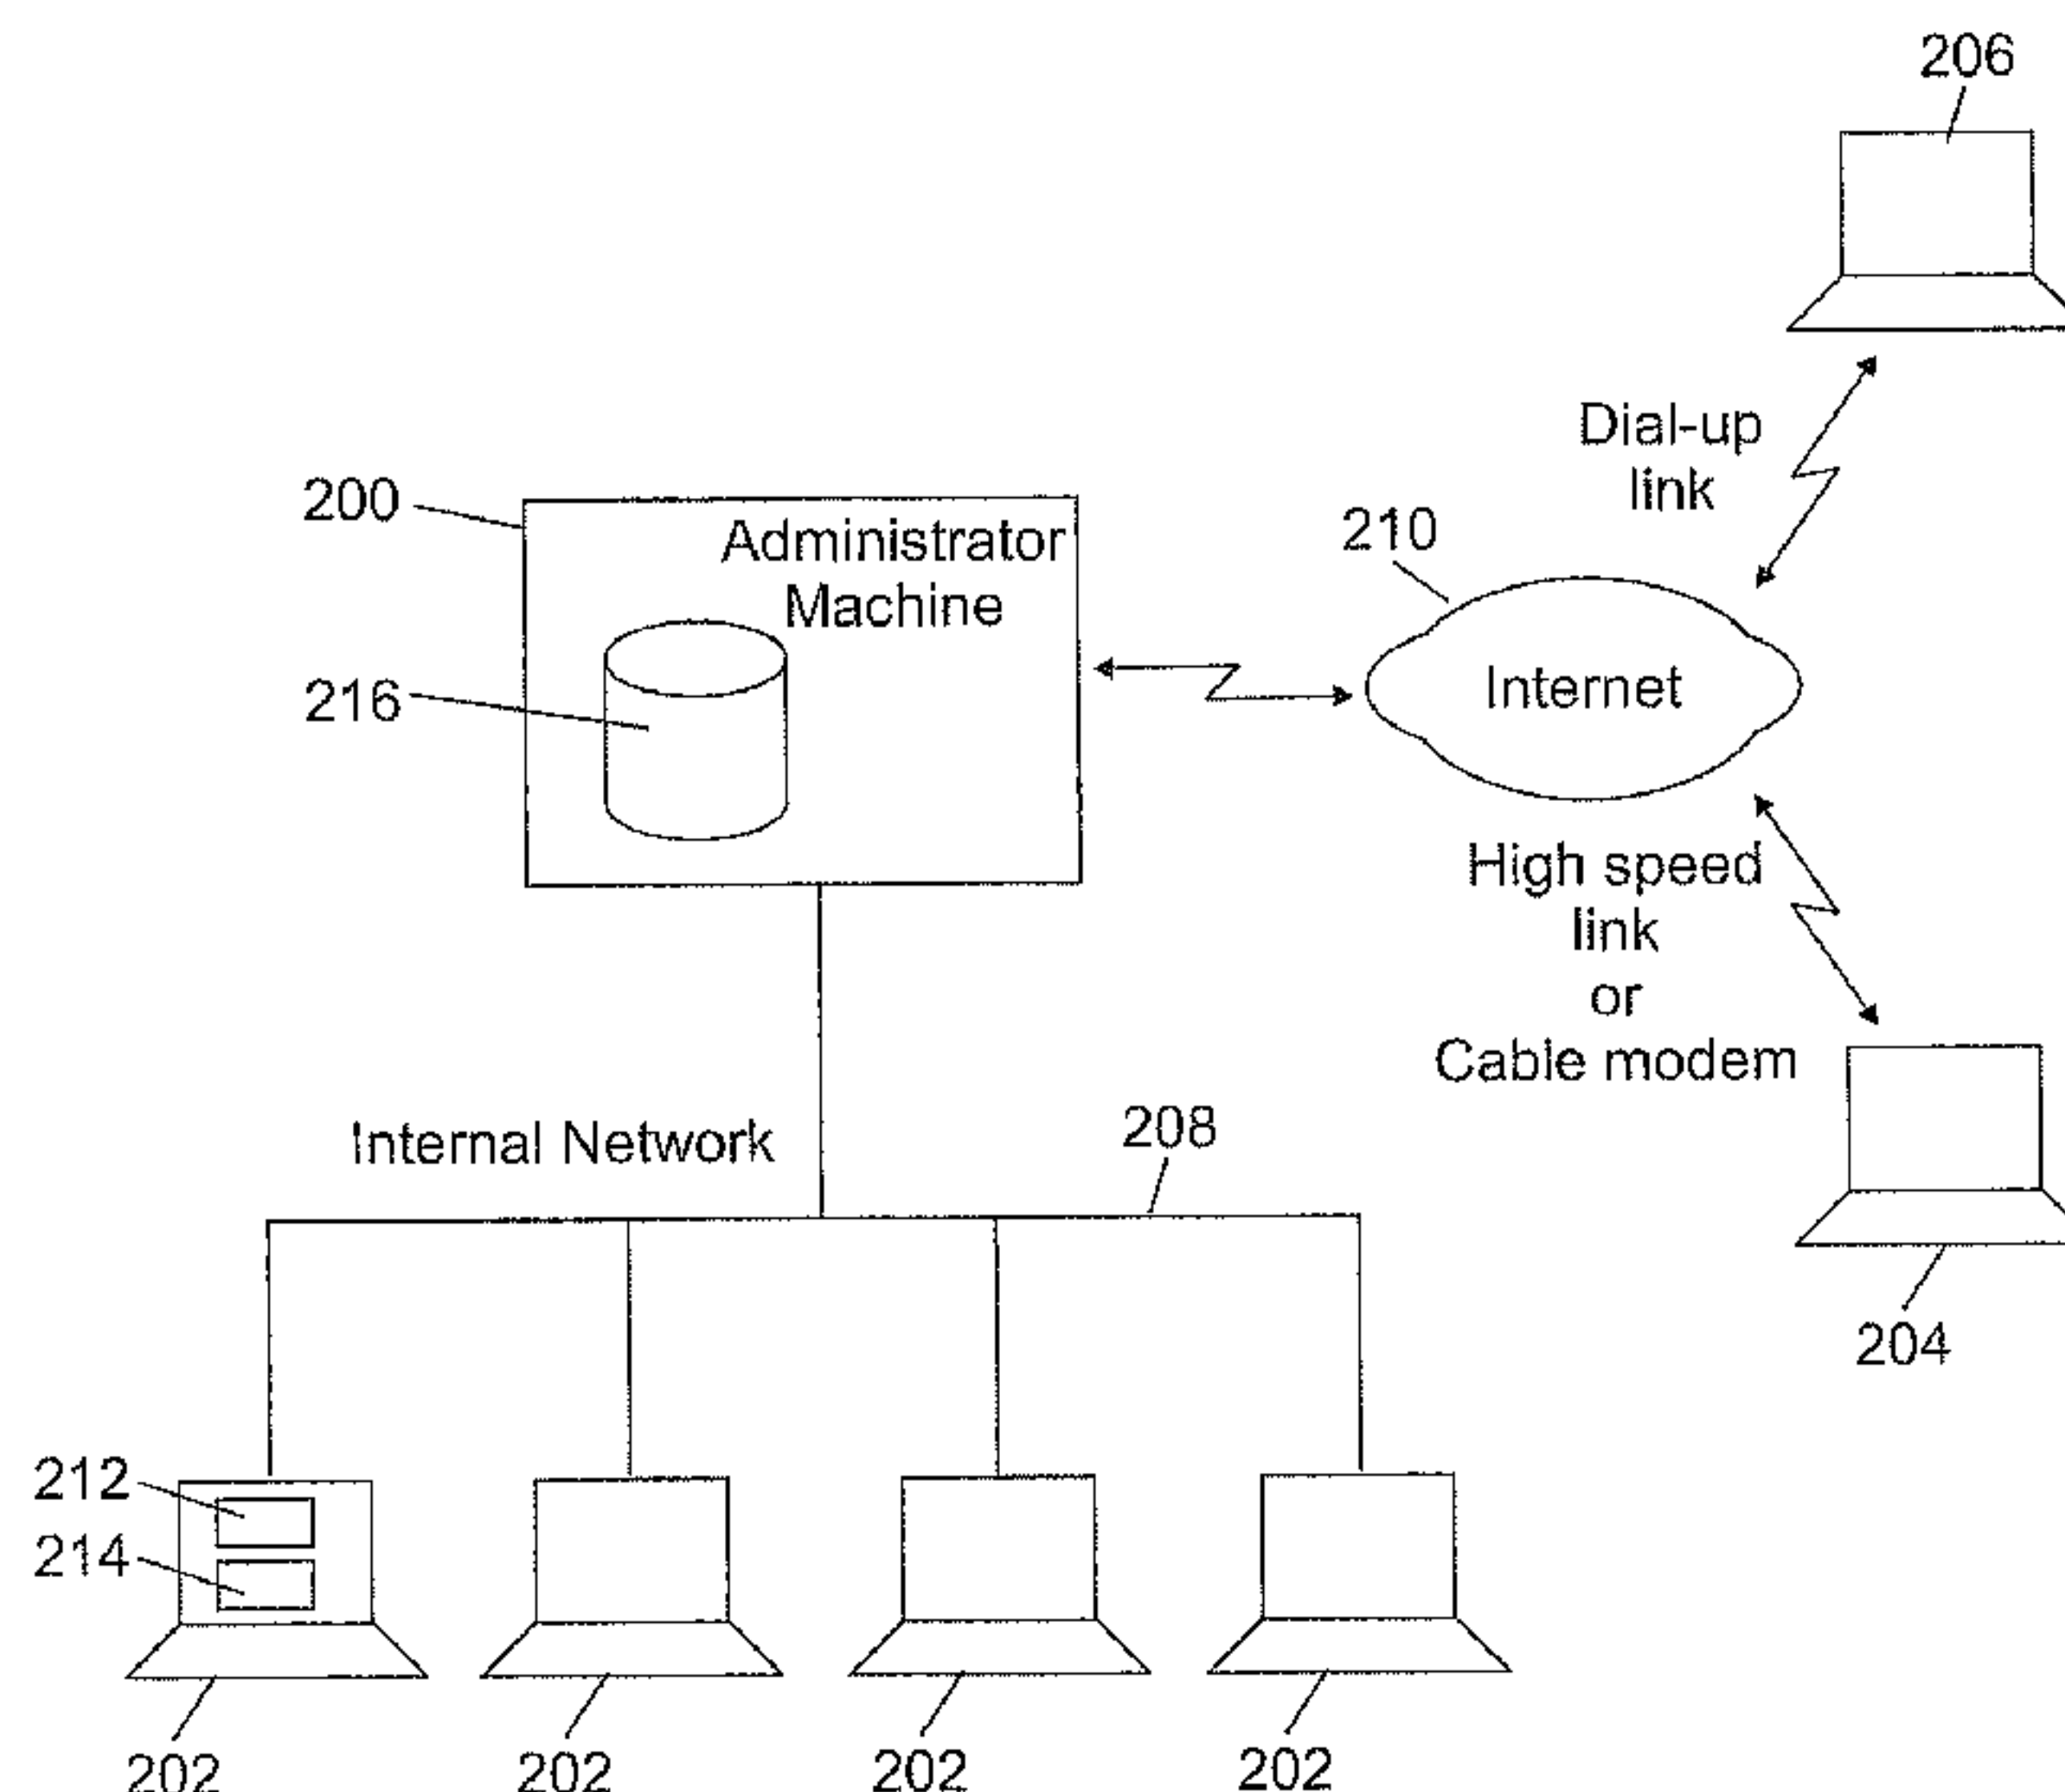 206
Dial-up
link
200
Administrator
Machine
210
216
Internet
High speed
link
or
Cable modem
Internal Network
208
204
212
214
202
202
202
202